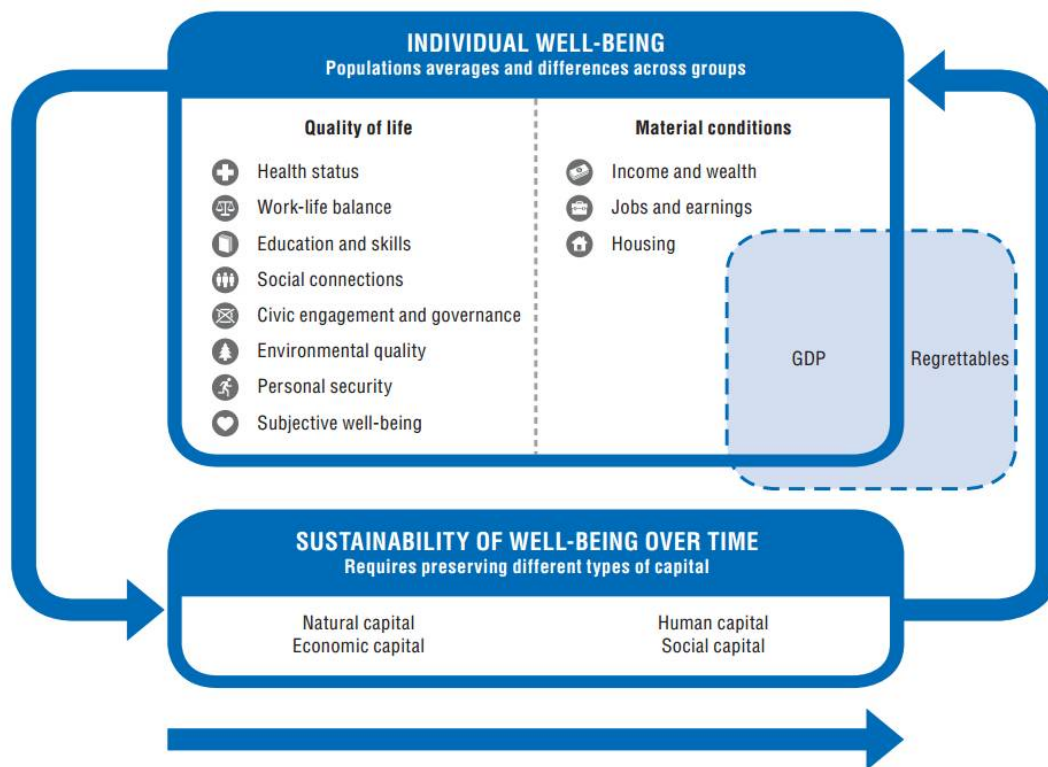 INDIVIDUAL WELL-BEING
Populations averages and differences across groups
Quality of life
Health status
Work-life balance
Education and skills
Social connections
Civic engagement and governance
Environmental quality
Personal security
Subjective well-being
Material conditions
Income and wealth
Jobs and earnings
Housing
GDP
Regrettables
SUSTAINABILITY OF WELL-BEING OVER TIME
Requires preserving different types of capital
Natural capital
Economic capital
Human capital
Social capital